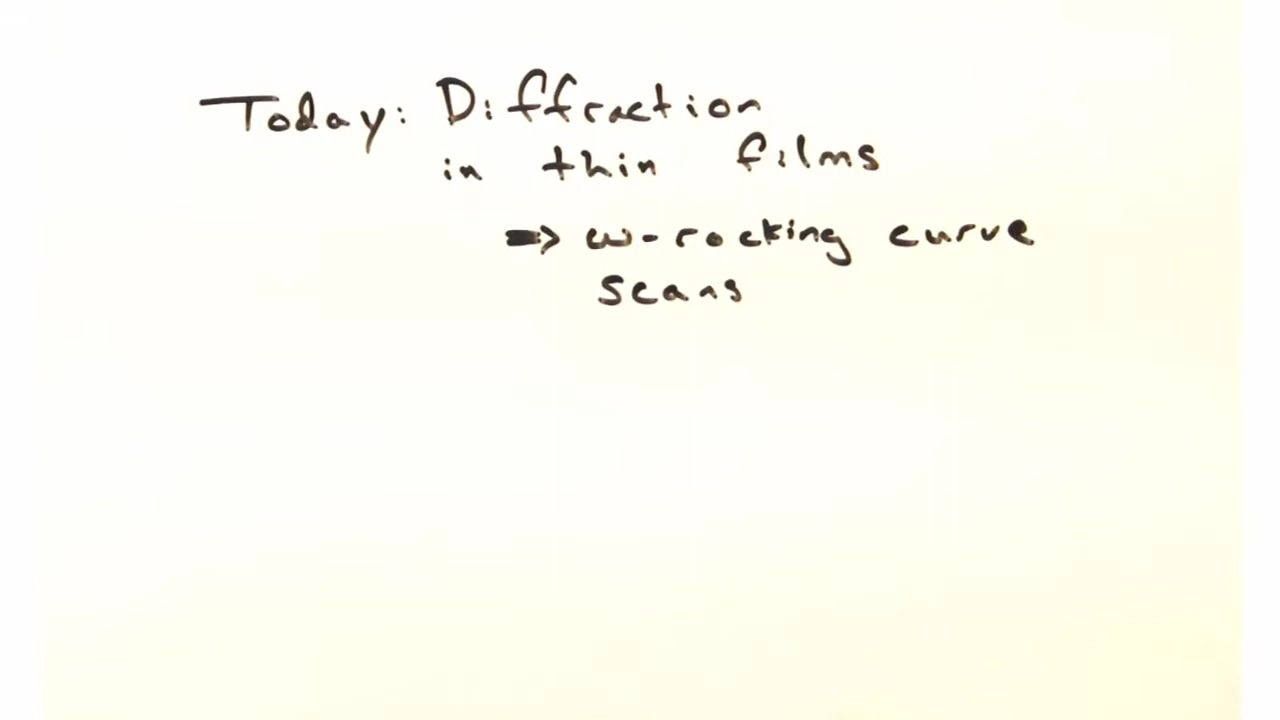 Today: Diffraction
in thin films
⇒ ω-rocking curve
scans